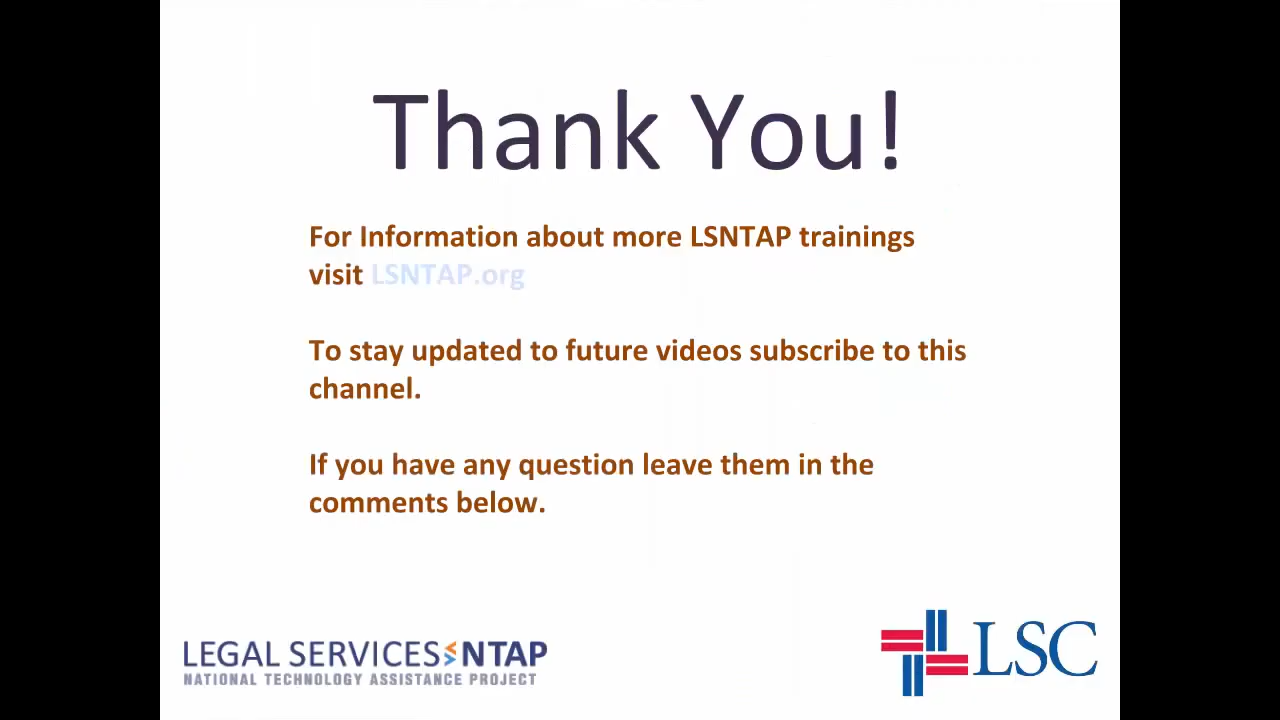 Thank You!
For Information about more LSNTAP trainings
visit LSNTAP.org
To stay updated to future videos subscribe to this
channel.
If you have any question leave them in the
comments below.
LEGAL SERVICES NTAP
NATIONAL TECHNOLOGY ASSISTANCE PROJECT
LSC